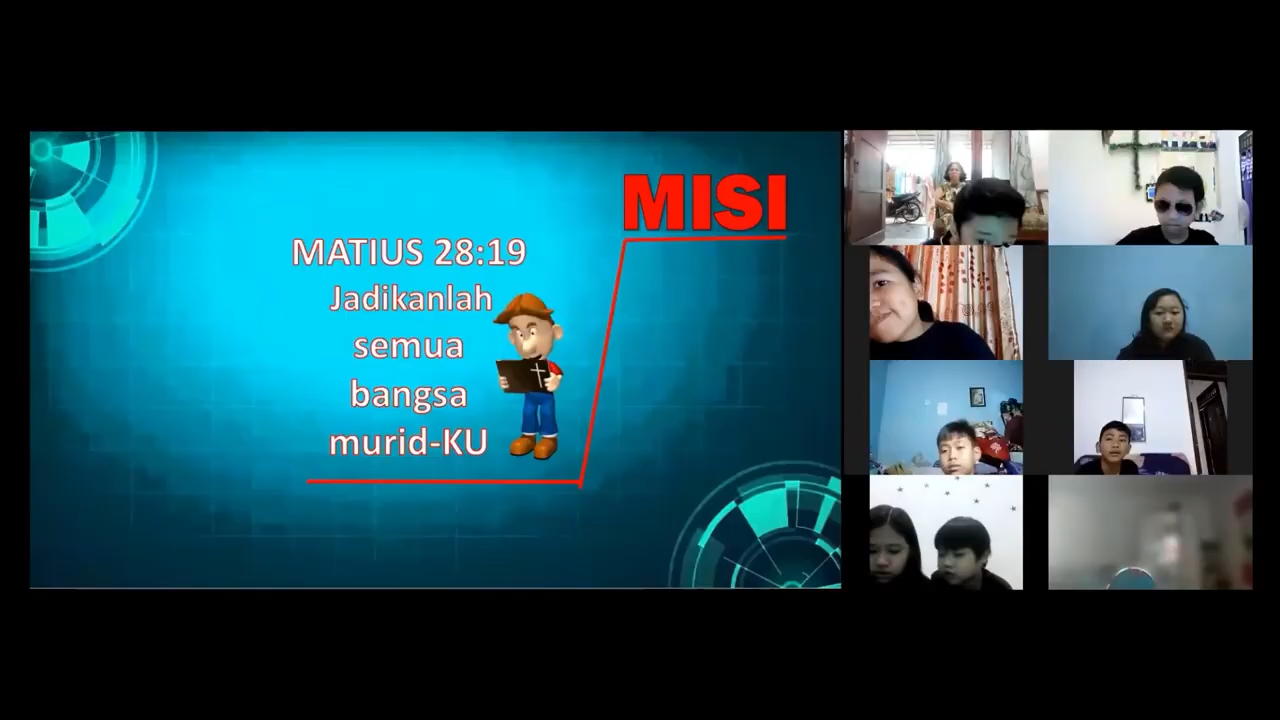 MISI
MATIUS 28:19
Jadikanlah
semua
bangsa
murid-KU